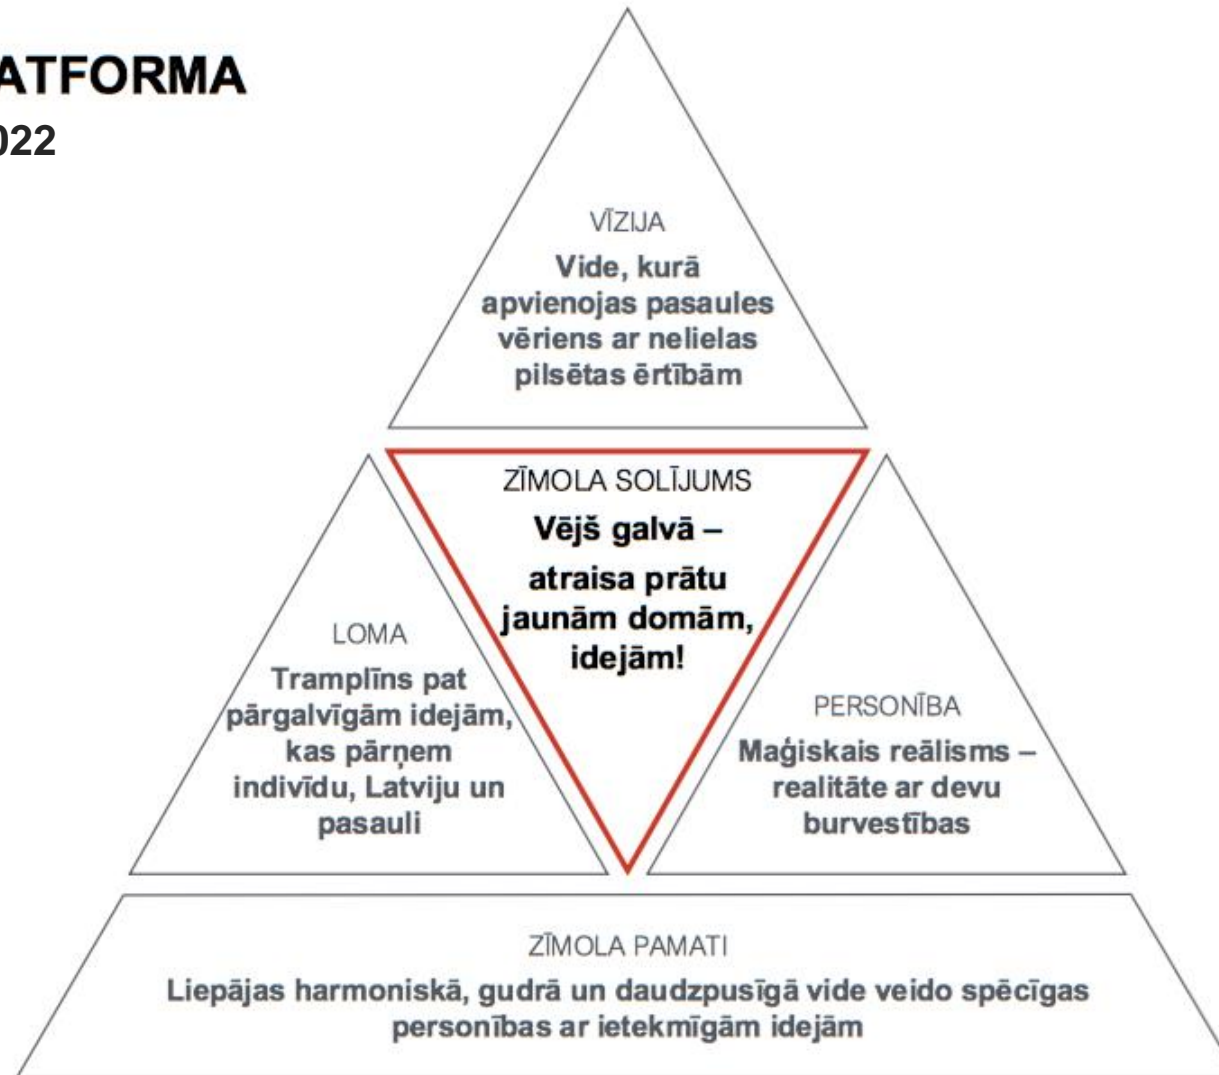 ATFORMA
022
VĪZIJA
Vide, kurā
apvienojas pasaules
vēriens ar nelielas
pilsētas ērtībām
ZĪMOLA SOLĪJUMS
Vējš galvā –
atraisa prātu
jaunām domām,
idejām!
LOMA
Tramplīns pat
pārgalvīgām idejām,
kas pārņem
indivīdu, Latviju un
pasauli
PERSONĪBA
Maģiskais reālisms –
realitāte ar devu
burvestības
ZĪMOLA PAMATI
Liepājas harmoniskā, gudrā un daudzpusīgā vide veido spēcīgas
personības ar ietekmīgām idejām